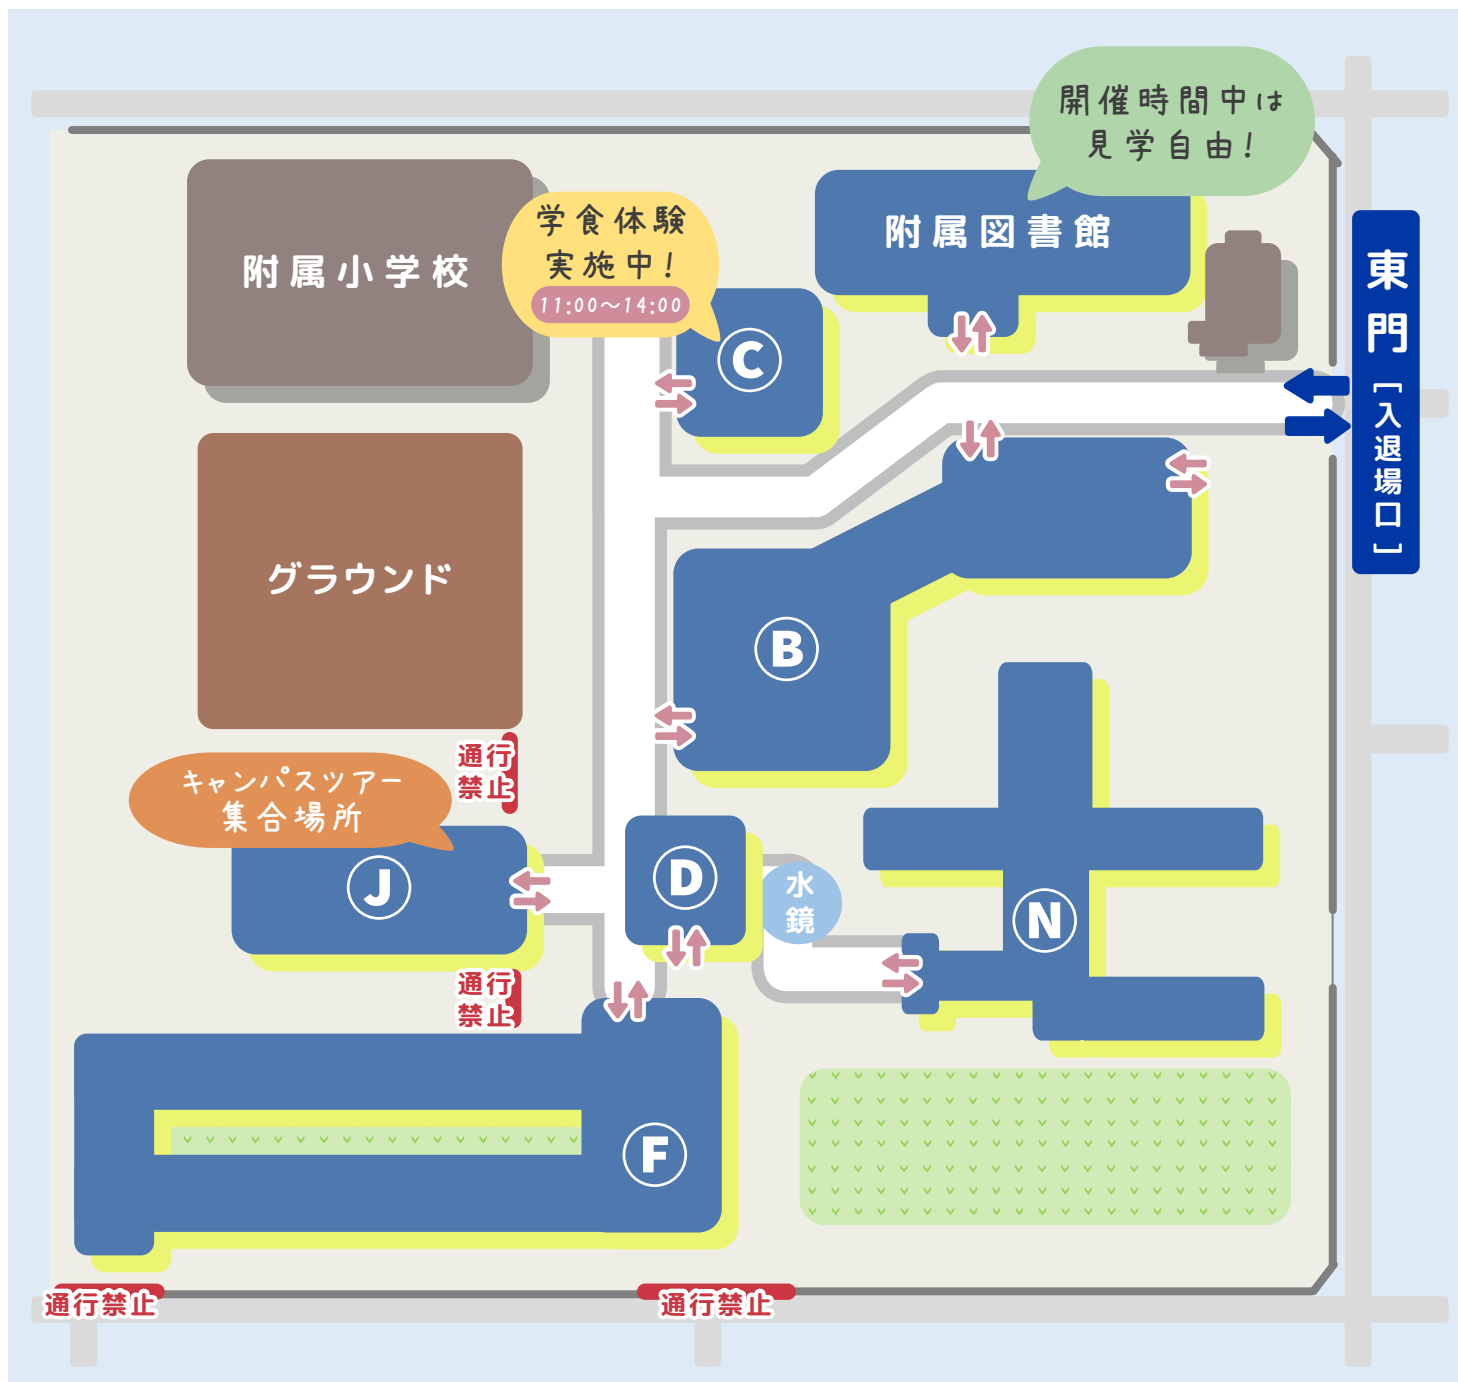 開催時間中は
見学自由!
附属小学校
学食体験
実施中!
11:00〜14:00
附属図書館
東門
[入退場口]
C
グラウンド
B
通行
禁止
キャンパスツアー
集合場所
J
D
水
鏡
N
通行
禁止
F
通行禁止
通行禁止